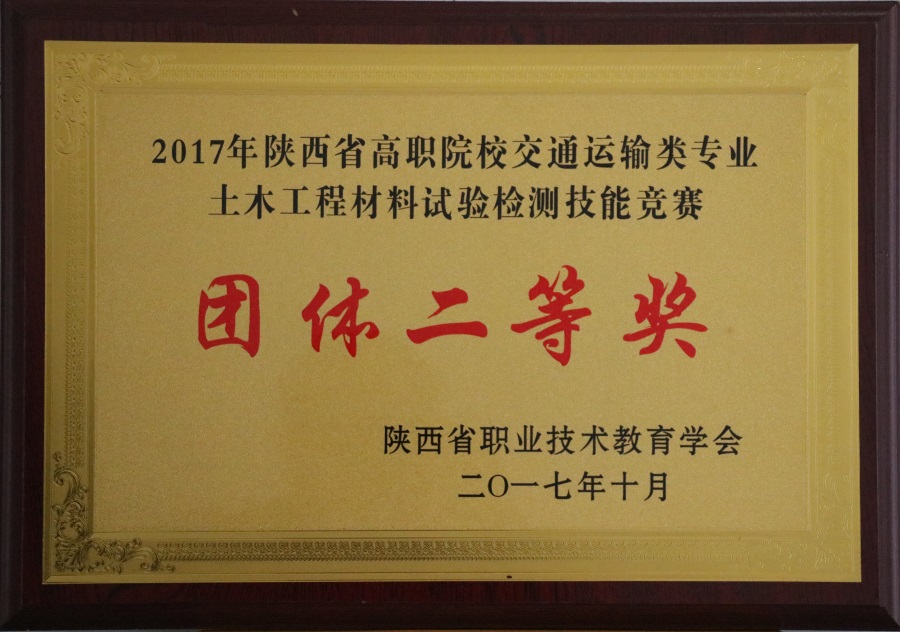 2017年陕西省高职院校交通运输类专业
土木工程材料试验检测技能竞赛
团体二等奖
陕西省职业技术教育学会
二〇一七年十月